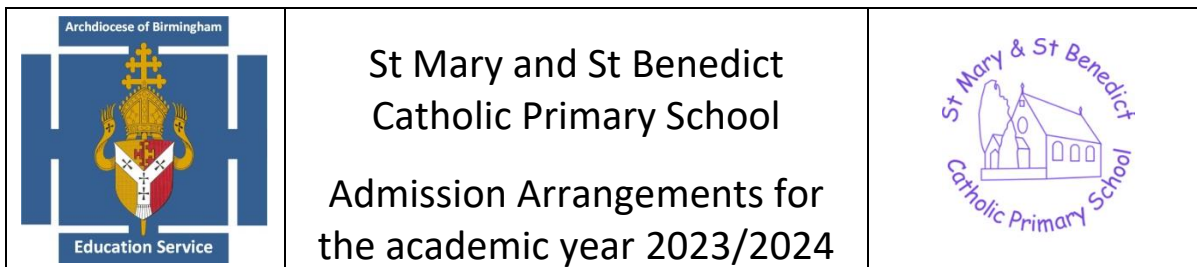 Archdiocese of Birmingham
Education Service
St Mary and St Benedict
Catholic Primary School
Admission Arrangements for
the academic year 2023/2024
St Mary & St Benedict
Catholic Primary School